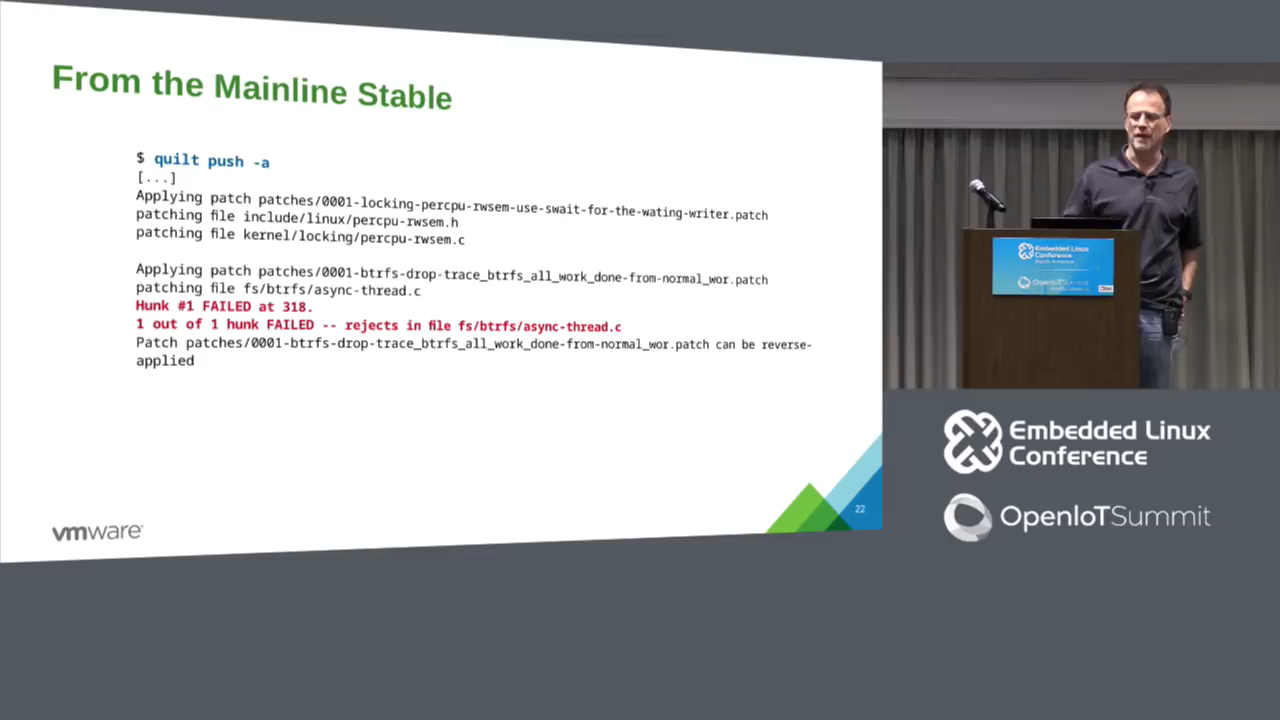 From the Mainline Stable
$ quilt push -a
[...]
Applying patch patches/0001-locking-percpu-rwsem-use-swait-for-the-wating-writer.patch
patching file include/linux/percpu-rwsem.h
patching file kernel/locking/percpu-rwsem.c
Applying patch patches/0001-btrfs-drop-trace_btrfs_all_work_done-from-normal_wor.patch
patching file fs/btrfs/async-thread.c
Hunk #1 FAILED at 318.
1 out of 1 hunk FAILED -- rejects in file fs/btrfs/async-thread.c
Patch patches/0001-btrfs-drop-trace_btrfs_all_work_done-from-normal_wor.patch can be reverse-
applied
vmware
22
Embedded Linux
Conference
OpenIoTSummit
Embedded Linux
Conference
OpenIoTSummit